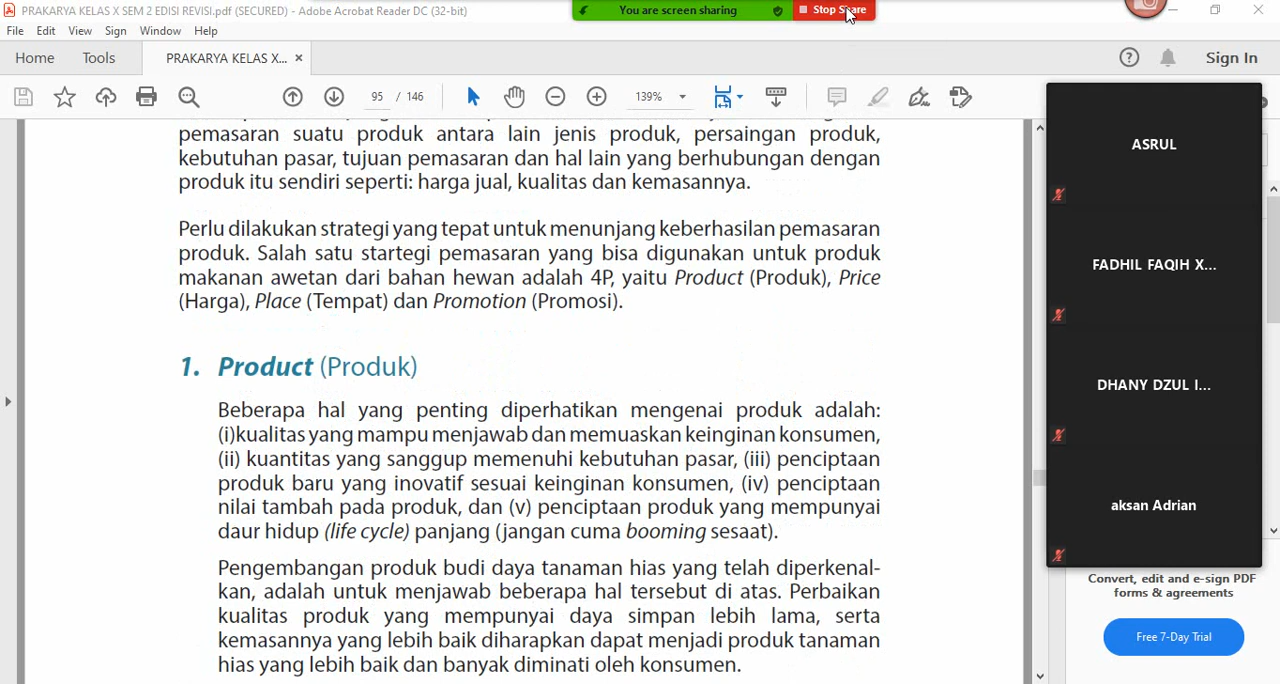 PRAKARYA KELAS X SEM 2 EDISI REVISI.pdf (SECURED) - Adobe Acrobat Reader DC (32-bit)
You are screen sharing
Stop Share
File Edit View Sign Window Help
Home Tools PRAKARYA KELAS X... ×
Sign In
95 / 146
139%
pemasaran suatu produk antara lain jenis produk, persaingan produk,
kebutuhan pasar, tujuan pemasaran dan hal lain yang berhubungan dengan
produk itu sendiri seperti: harga jual, kualitas dan kemasannya.
Perlu dilakukan strategi yang tepat untuk menunjang keberhasilan pemasaran
produk. Salah satu startegi pemasaran yang bisa digunakan untuk produk
makanan awetan dari bahan hewan adalah 4P, yaitu Product (Produk), Price
(Harga), Place (Tempat) dan Promotion (Promosi).
1. Product (Produk)
Beberapa hal yang penting diperhatikan mengenai produk adalah:
(i)kualitas yang mampu menjawab dan memuaskan keinginan konsumen,
(ii) kuantitas yang sanggup memenuhi kebutuhan pasar, (iii) penciptaan
produk baru yang inovatif sesuai keinginan konsumen, (iv) penciptaan
nilai tambah pada produk, dan (v) penciptaan produk yang mempunyai
daur hidup (life cycle) panjang (jangan cuma booming sesaat).
Pengembangan produk budi daya tanaman hias yang telah diperkenal-
kan, adalah untuk menjawab beberapa hal tersebut di atas. Perbaikan
kualitas produk yang mempunyai daya simpan lebih lama, serta
kemasannya yang lebih baik diharapkan dapat menjadi produk tanaman
hias yang lebih baik dan banyak diminati oleh konsumen.
ASRUL
FADHIL FAQIH X...
DHANY DZUL I...
aksan Adrian
Convert, edit and e-sign PDF
forms & agreements
Free 7-Day Trial